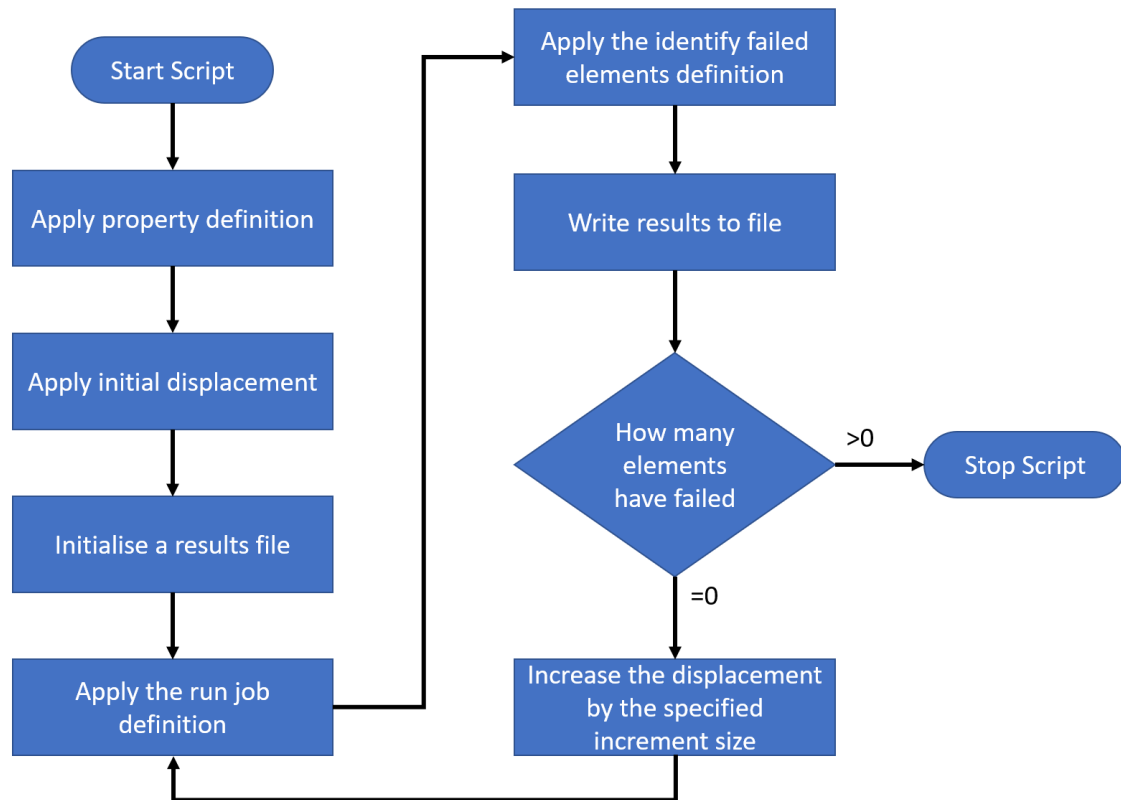 Start Script
Apply property definition
Apply initial displacement
Initialise a results file
Apply the run job
definition
Apply the identify failed
elements definition
Write results to file
How many
elements
have failed
>0
Stop Script
=0
Increase the displacement
by the specified
increment size